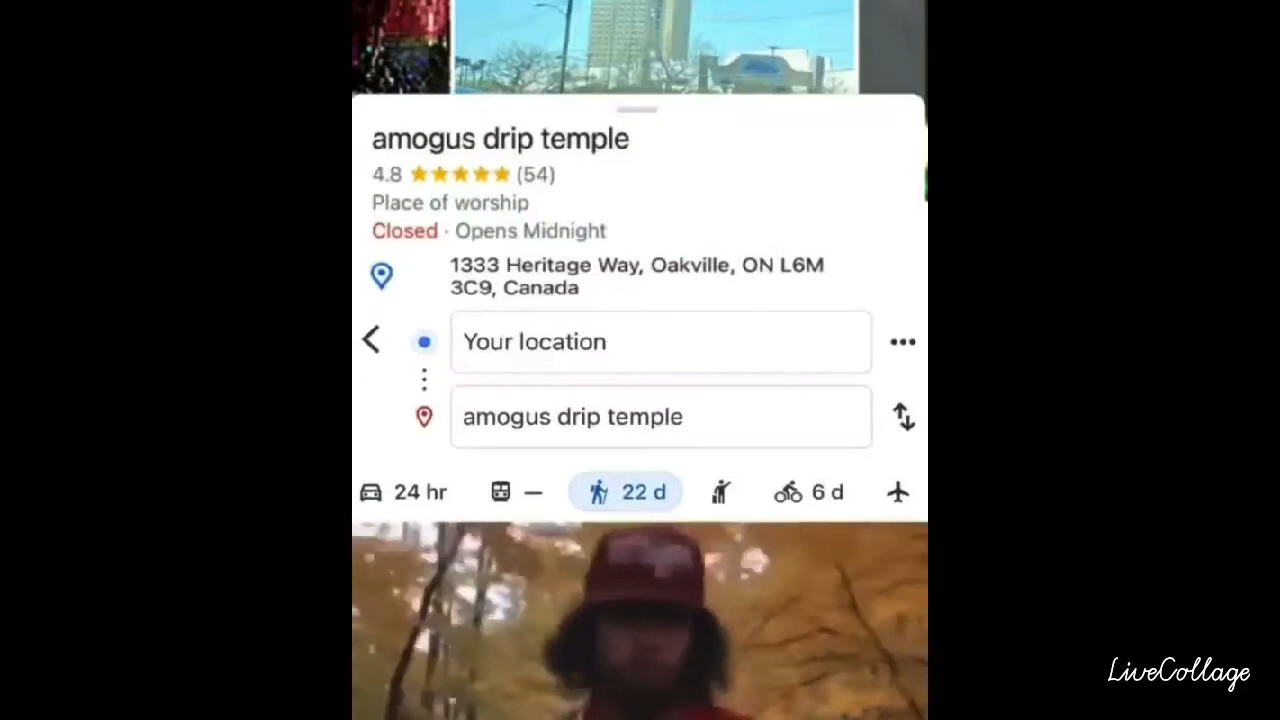 amogus drip temple
4.8 (54)
Place of worship
Closed · Opens Midnight
1333 Heritage Way, Oakville, ON L6M
3C9, Canada
Your location
amogus drip temple
24 hr — 22 d 6 d
LiveCollage